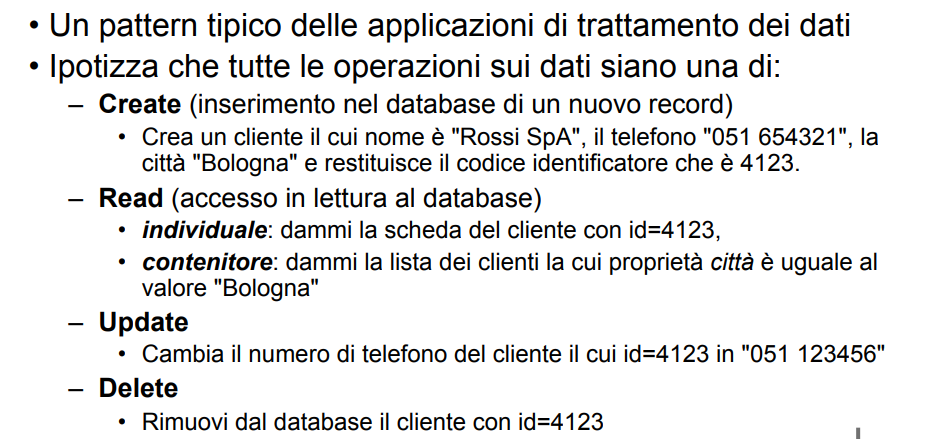 • Un pattern tipico delle applicazioni di trattamento dei dati
• Ipotizza che tutte le operazioni sui dati siano una di:
– Create (inserimento nel database di un nuovo record)
• Crea un cliente il cui nome è "Rossi SpA", il telefono "051 654321", la
città "Bologna" e restituisce il codice identificatore che è 4123.
– Read (accesso in lettura al database)
• individuale: dammi la scheda del cliente con id=4123,
• contenitore: dammi la lista dei clienti la cui proprietà città è uguale al
valore "Bologna"
– Update
• Cambia il numero di telefono del cliente il cui id=4123 in "051 123456"
– Delete
• Rimuovi dal database il cliente con id=4123